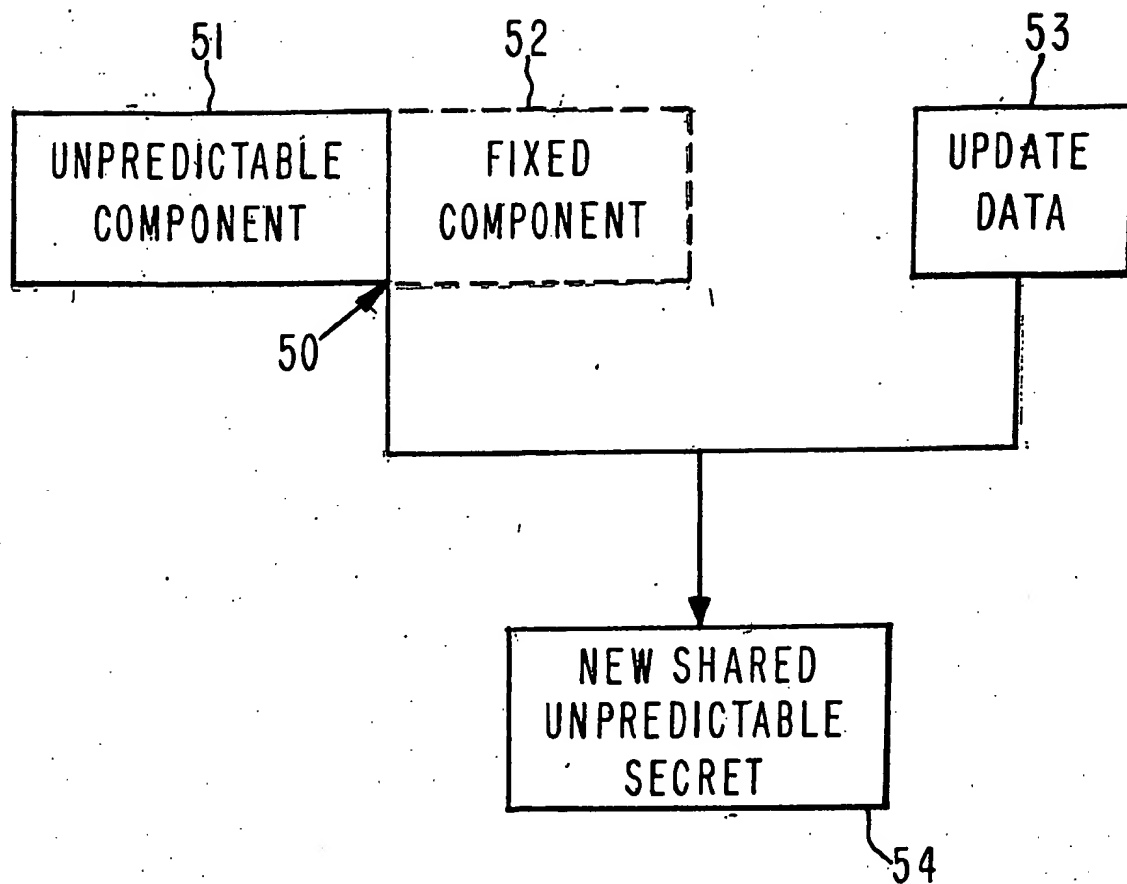 51
52
53
UNPREDICTABLE
COMPONENT
FIXED
COMPONENT
UPDATE
DATA
50
NEW SHARED
UNPREDICTABLE
SECRET
54